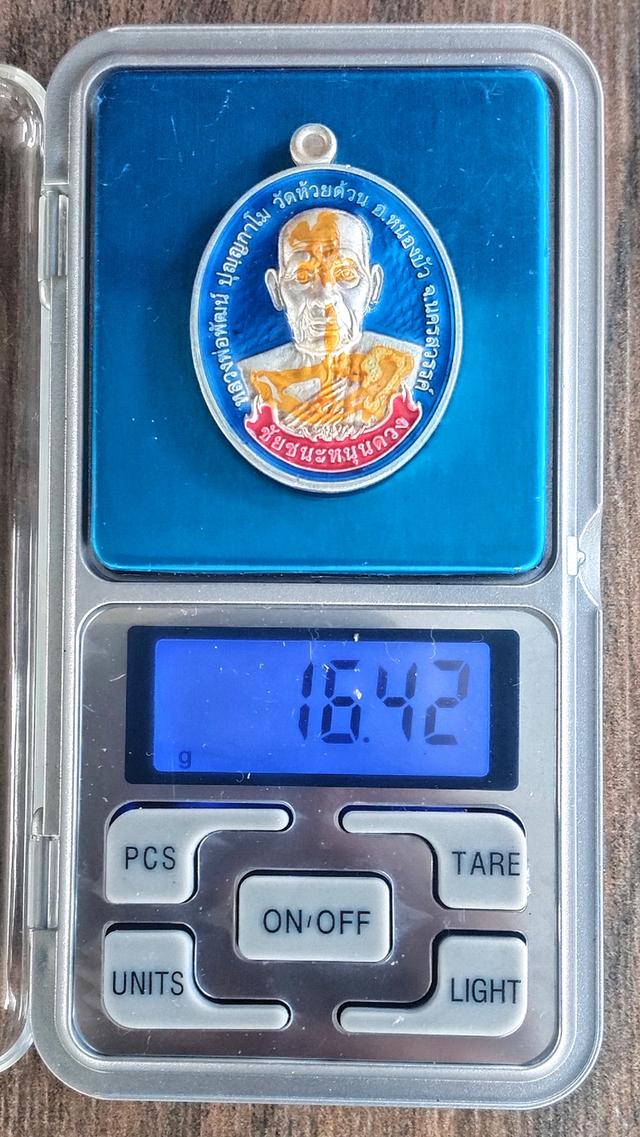 หลวงพ่อพัฒน์ ปุญญกาโม วัดห้วยด้วน อ.หนองบัว จ.นครสวรรค์
ชัยชนะหนุนดวง
16.42
g
PCS
TARE
ON/OFF
UNITS
LIGHT